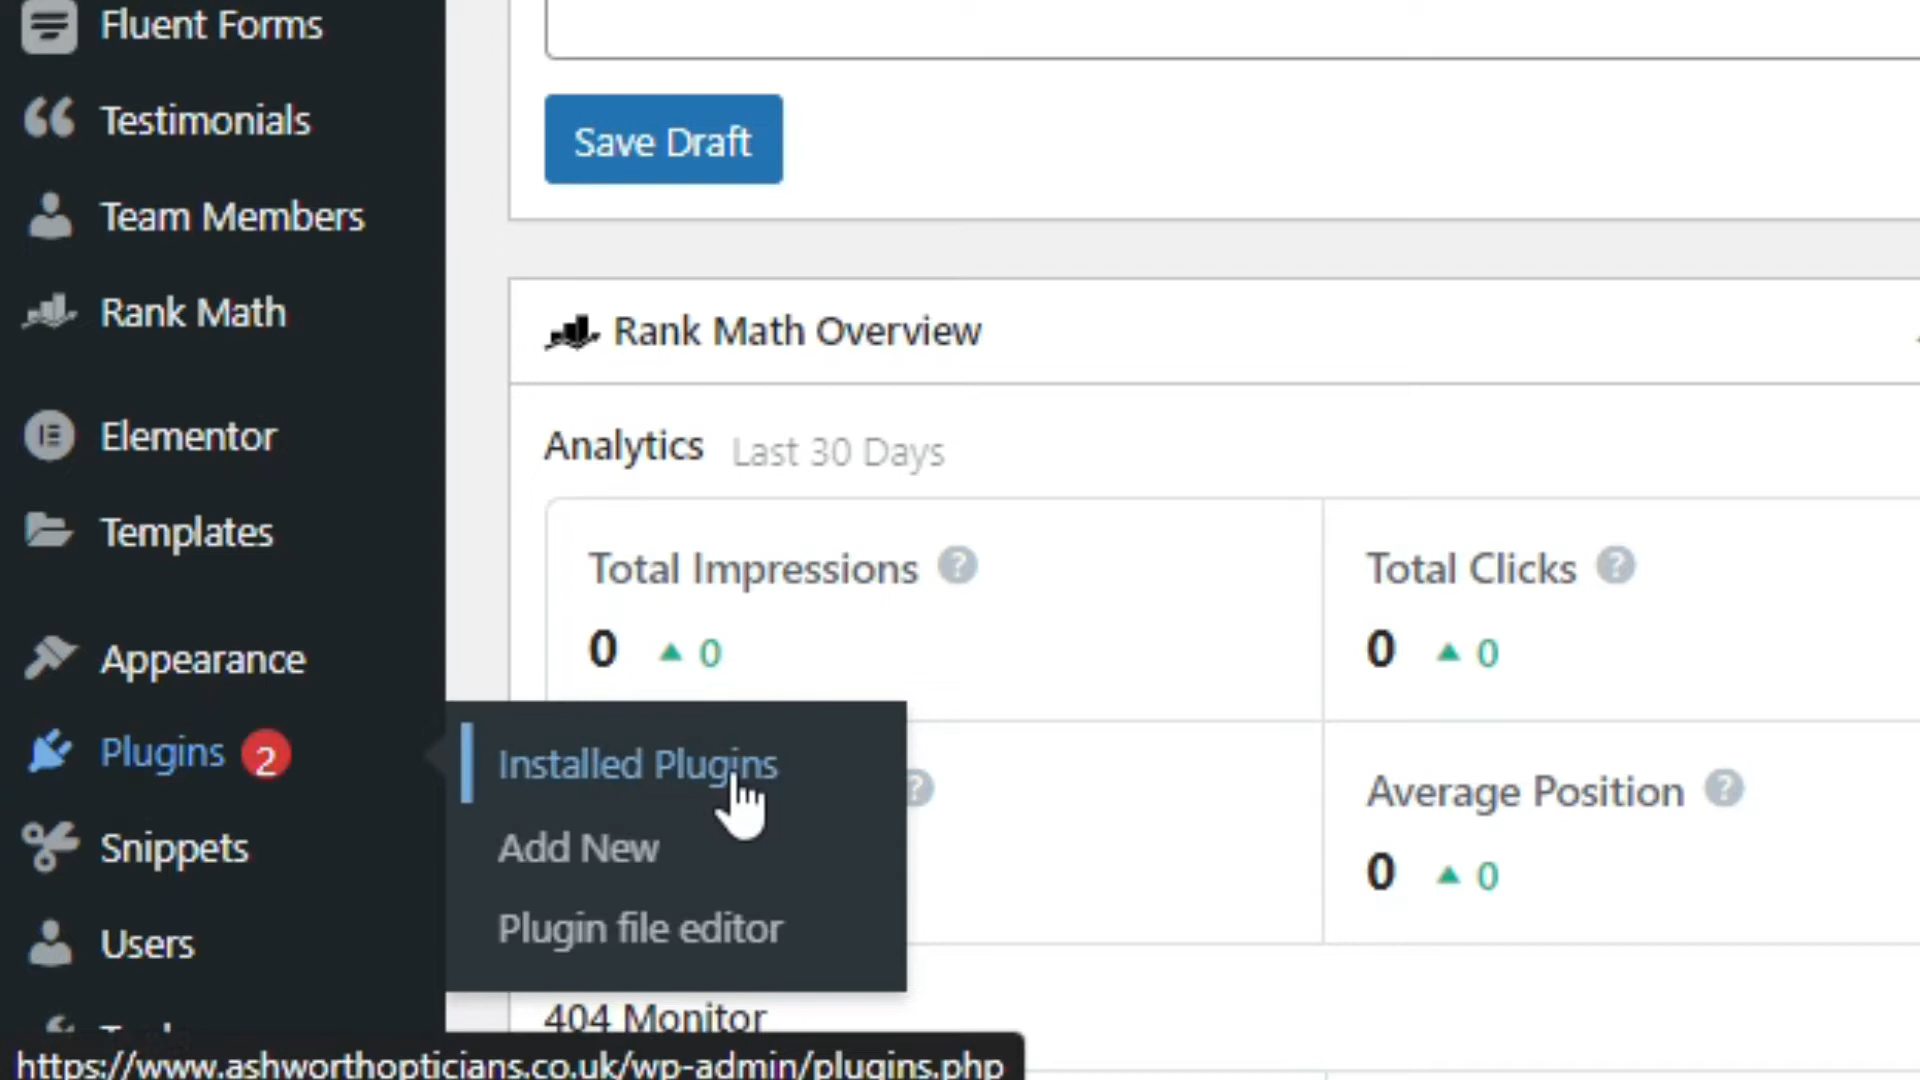 Fluent Forms
Testimonials
Team Members
Rank Math
Elementor
Templates
Appearance
Plugins 2
Snippets
Users
Installed Plugins
Add New
Plugin file editor
Save Draft
Rank Math Overview
Analytics Last 30 Days
Total Impressions ?
0 ▲ 0
Total Clicks ?
0 ▲ 0
?
Average Position ?
0 ▲ 0
404 Monitor
https://www.ashworthopticians.co.uk/wp-admin/plugins.php